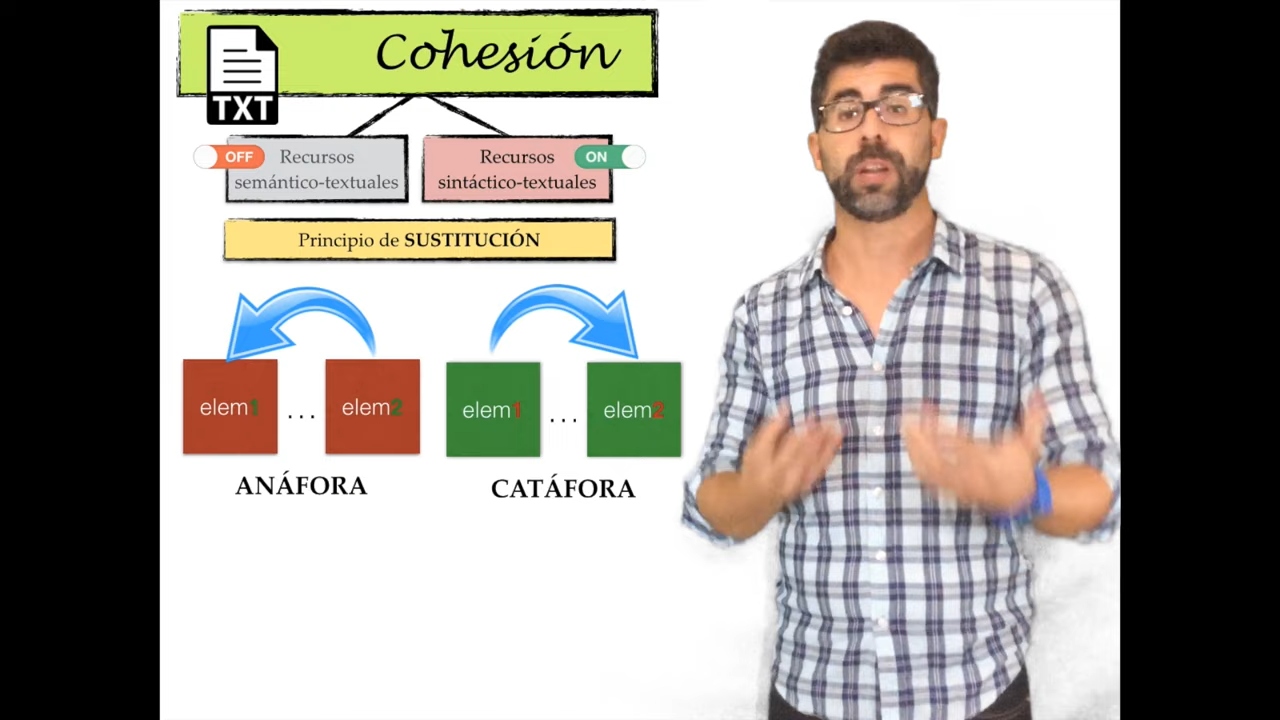 Cohesión
TXT
OFF
Recursos
semántico-textuales
Recursos
sintáctico-textuales
ON
Principio de SUSTITUCIÓN
elem1
...
elem2
elem1
...
elem2
ANÁFORA
CATÁFORA